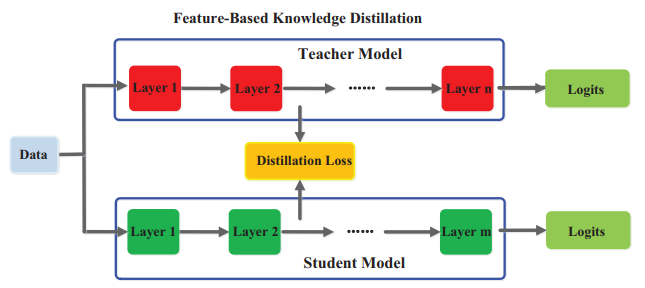 Feature-Based Knowledge Distillation
Teacher Model
Layer 1
Layer 2
······
Layer n
Logits
Data
Distillation Loss
Layer 1
Layer 2
······
Layer m
Logits
Student Model